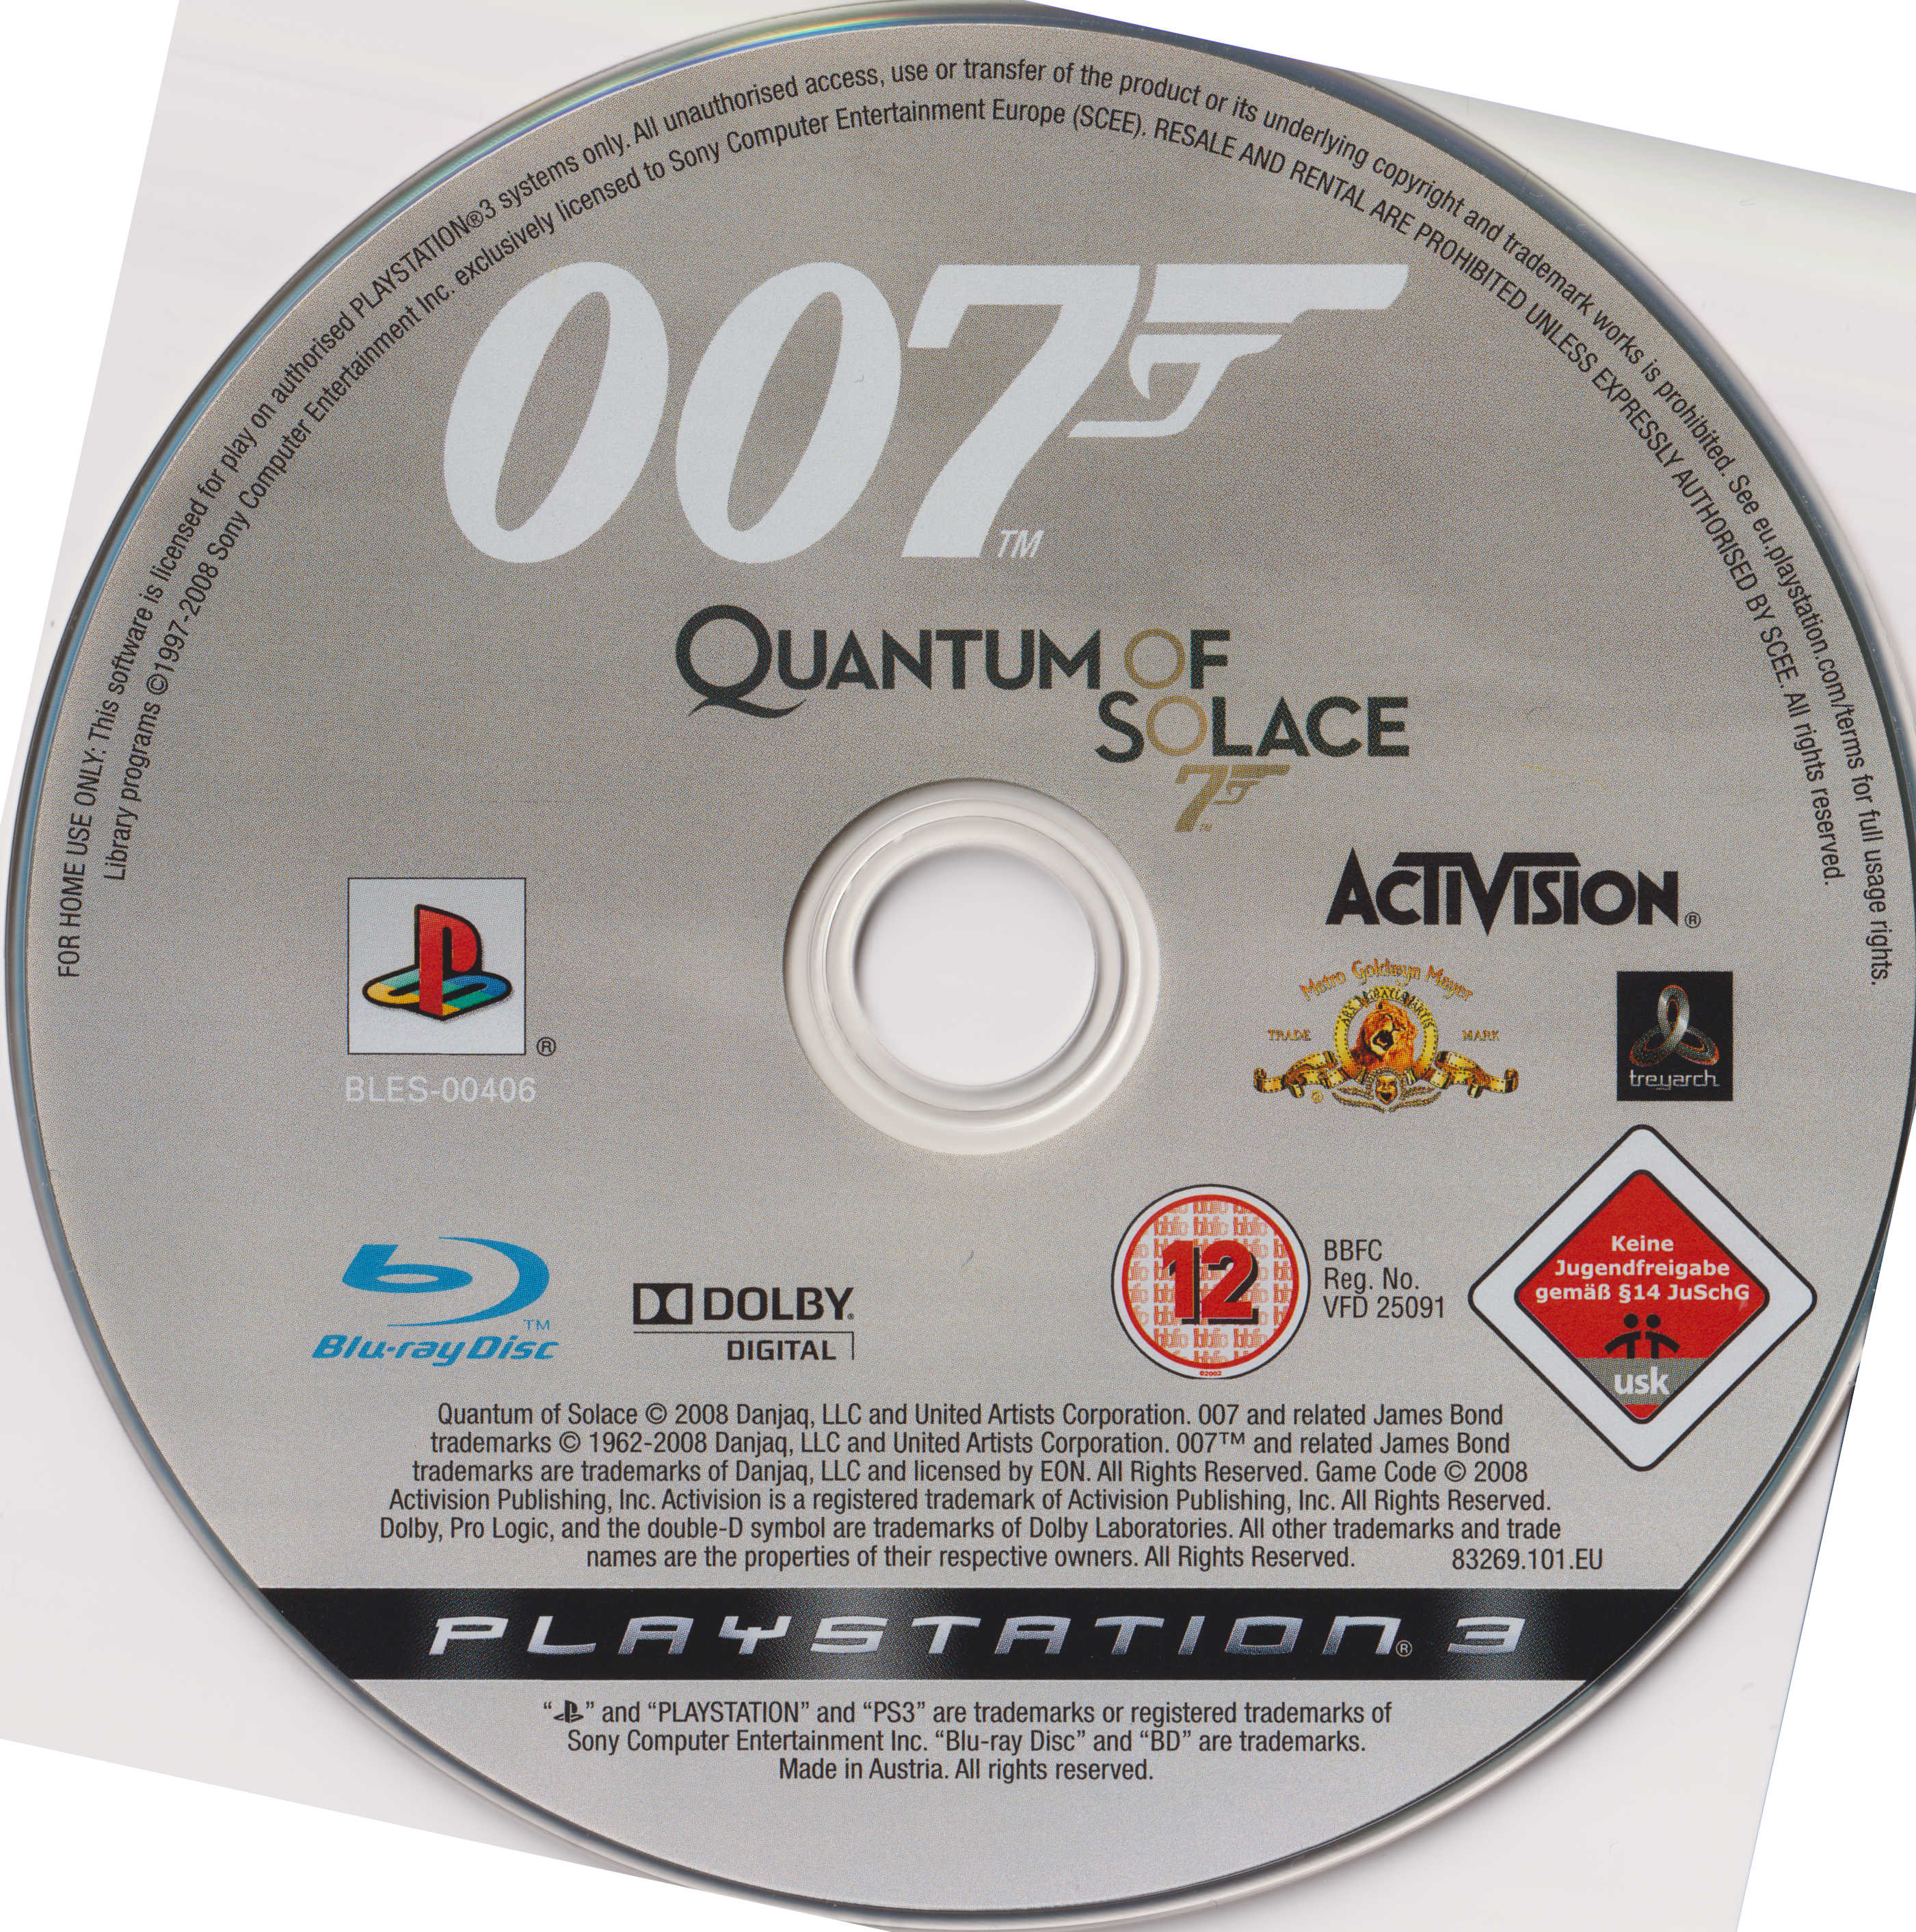 FOR HOME USE ONLY: This software is licensed for play on authorised PLAYSTATION®3 systems only. All unauthorised access, use or transfer of the product or its underlying copyright and trademark works is prohibited. See eu.playstation.com/terms for full usage rights.
Library programs ©1997-2008 Sony Computer Entertainment Inc. exclusively licensed to Sony Computer Entertainment Europe (SCEE). RESALE AND RENTAL ARE PROHIBITED UNLESS EXPRESSLY AUTHORISED BY SCEE. All rights reserved.
007
TM
QUANTUM OF
SOLACE
7
TM
ACTIVISION®
®
BLES-00406
Metro Goldwyn Mayer
ARS GRATIA ARTIS
TRADE MARK
®
treyarch
Blu-ray Disc™
DOLBY®
DIGITAL
12
©2002
BBFC
Reg. No.
VFD 25091
Keine
Jugendfreigabe
gemäß §14 JuSchG
usk
Quantum of Solace © 2008 Danjaq, LLC and United Artists Corporation. 007 and related James Bond
trademarks © 1962-2008 Danjaq, LLC and United Artists Corporation. 007™ and related James Bond
trademarks are trademarks of Danjaq, LLC and licensed by EON. All Rights Reserved. Game Code © 2008
Activision Publishing, Inc. Activision is a registered trademark of Activision Publishing, Inc. All Rights Reserved.
Dolby, Pro Logic, and the double-D symbol are trademarks of Dolby Laboratories. All other trademarks and trade
names are the properties of their respective owners. All Rights Reserved. 83269.101.EU
PLAYSTATION®3
“ ” and “PLAYSTATION” and “PS3” are trademarks or registered trademarks of
Sony Computer Entertainment Inc. “Blu-ray Disc” and “BD” are trademarks.
Made in Austria. All rights reserved.